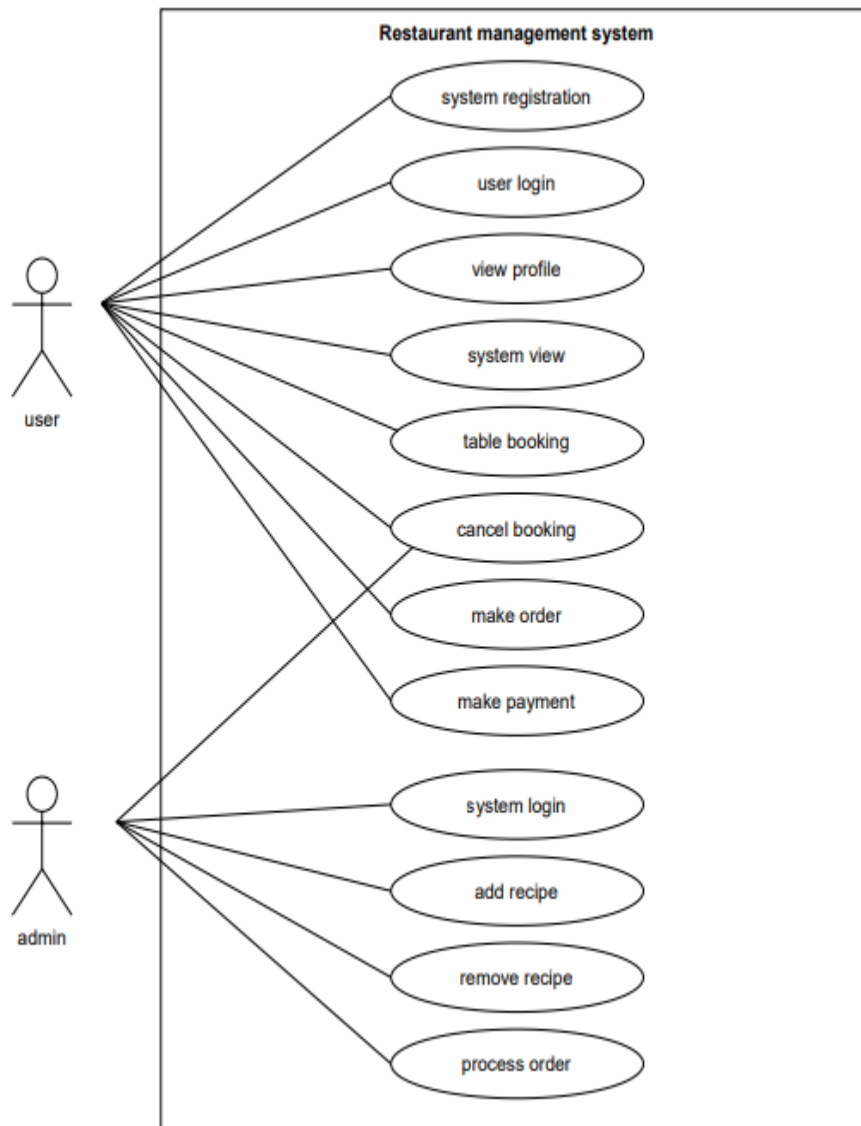 Restaurant management system
system registration
user login
view profile
system view
user
table booking
cancel booking
make order
make payment
system login
add recipe
admin
remove recipe
process order